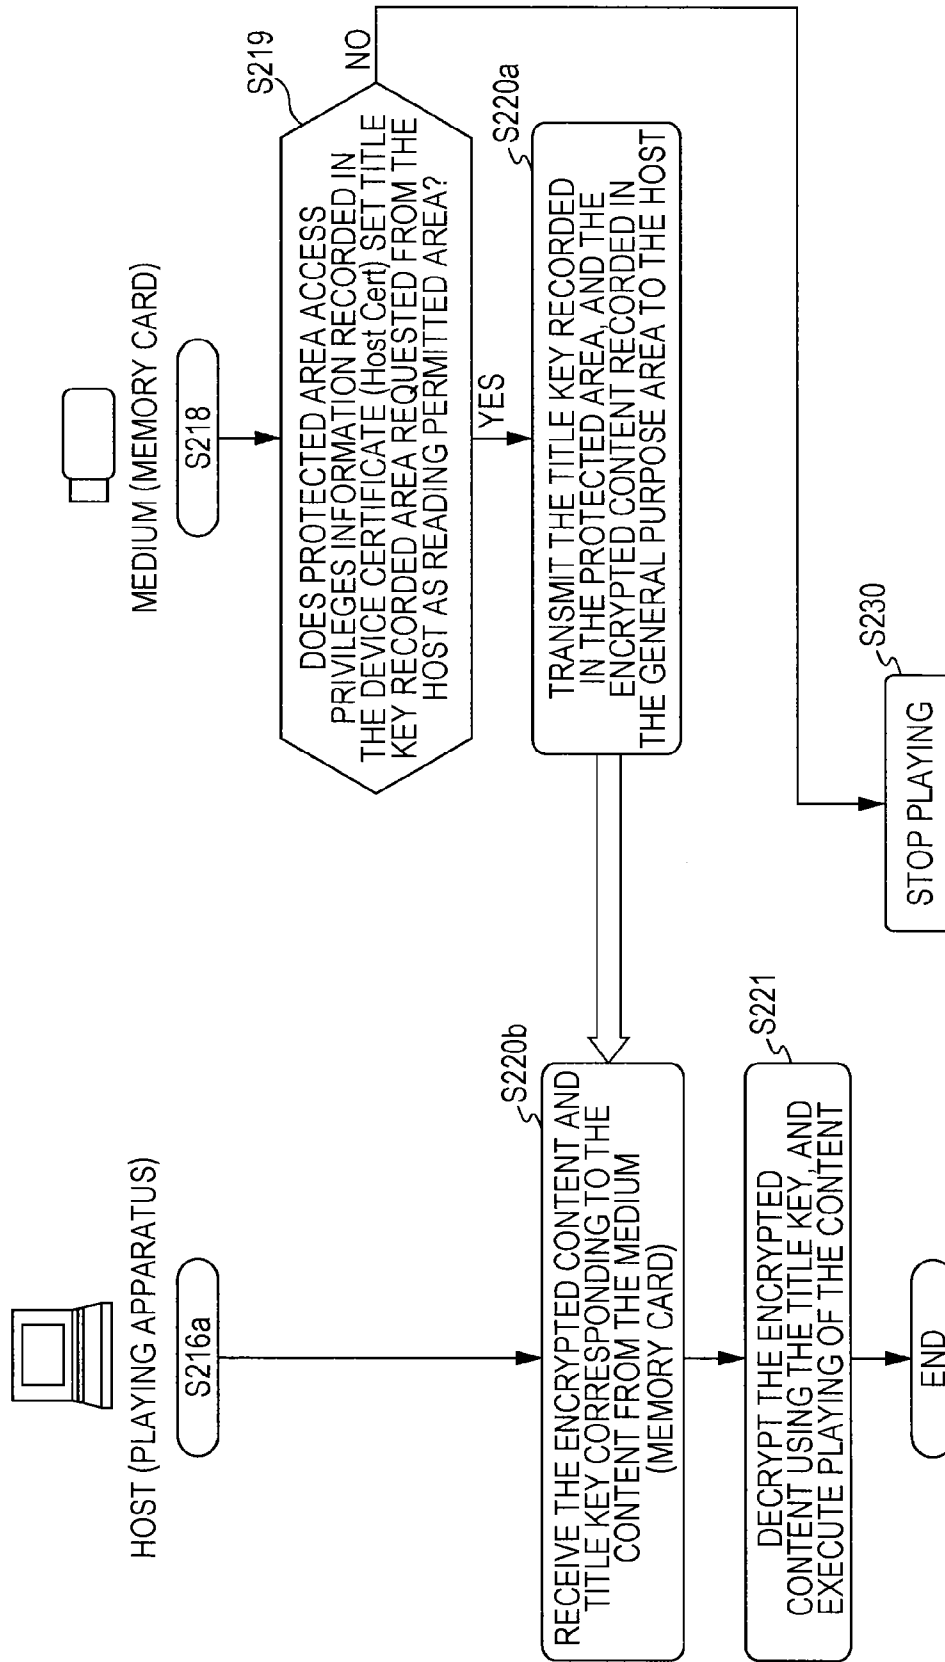 HOST (PLAYING APPARATUS)
S216a
S220b
RECEIVE THE ENCRYPTED CONTENT AND
TITLE KEY CORRESPONDING TO THE
CONTENT FROM THE MEDIUM
(MEMORY CARD)
S221
DECRYPT THE ENCRYPTED
CONTENT USING THE TITLE KEY, AND
EXECUTE PLAYING OF THE CONTENT
END
MEDIUM (MEMORY CARD)
S218
S219
DOES PROTECTED AREA ACCESS
PRIVILEGES INFORMATION RECORDED IN
THE DEVICE CERTIFICATE (Host Cert) SET TITLE
KEY RECORDED AREA REQUESTED FROM THE
HOST AS READING PERMITTED AREA?
NO
YES
S220a
TRANSMIT THE TITLE KEY RECORDED
IN THE PROTECTED AREA, AND THE
ENCRYPTED CONTENT RECORDED IN
THE GENERAL PURPOSE AREA TO THE HOST
S230
STOP PLAYING